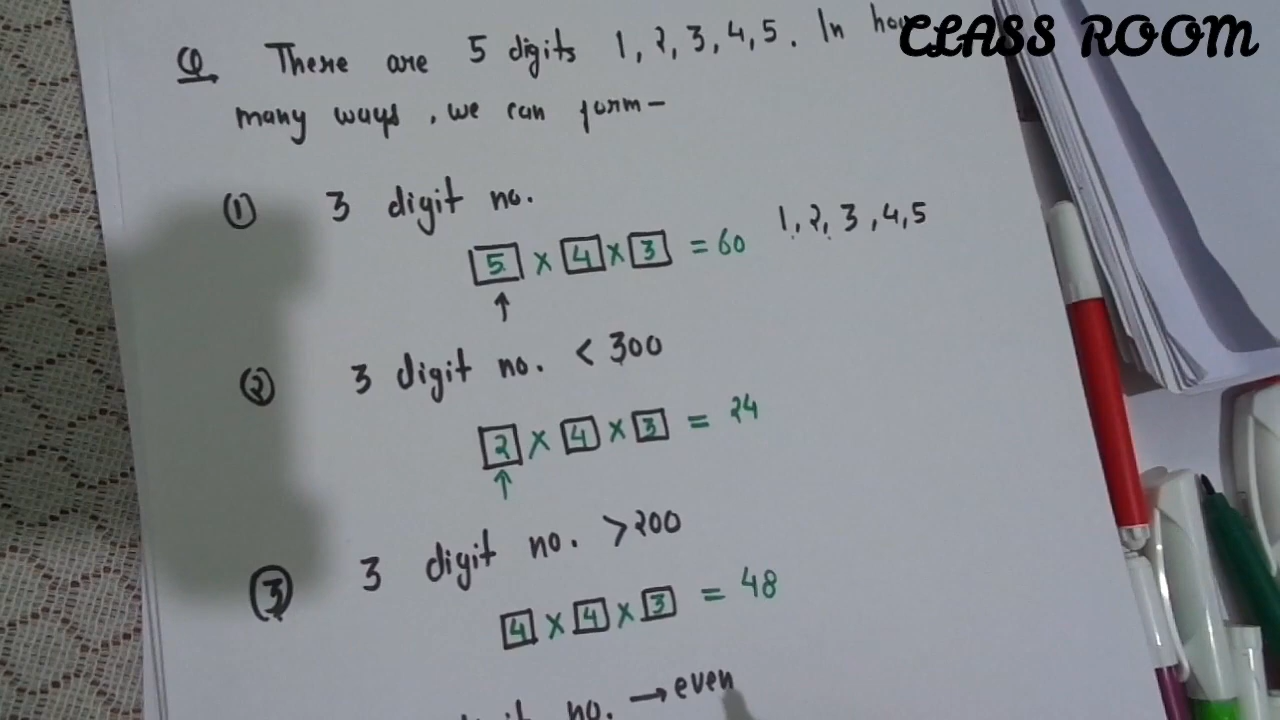 CLASS ROOM
Q There are 5 digits 1, 2, 3, 4, 5. In
many ways, we can form—
(1) 3 digit no.
5 × 4 × 3 = 60 1, 2, 3, 4, 5
↑
(2) 3 digit no. < 300
2 × 4 × 3 = 24
↑
(3) 3 digit no. > 200
4 × 4 × 3 = 48
no. → even